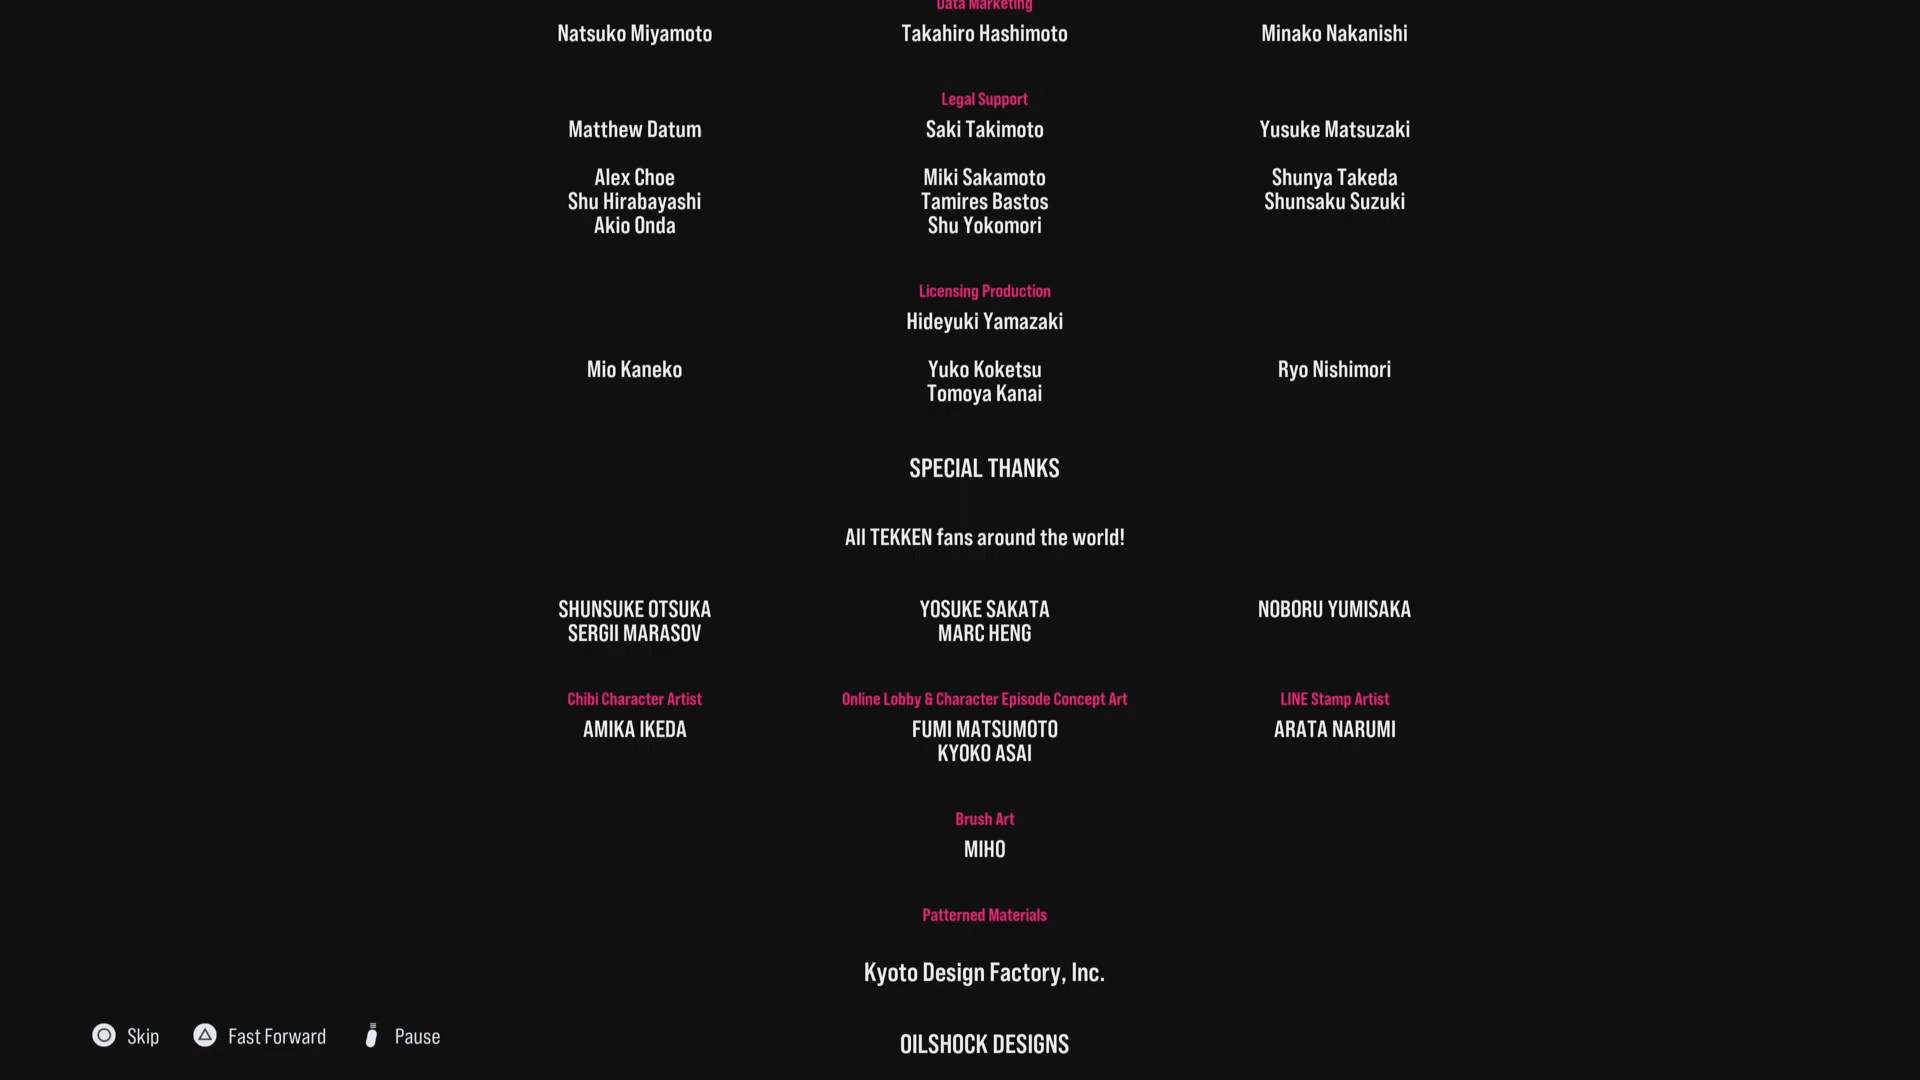 Data Marketing
Natsuko Miyamoto Takahiro Hashimoto Minako Nakanishi
Legal Support
Matthew Datum Saki Takimoto Yusuke Matsuzaki
Alex Choe Miki Sakamoto Shunya Takeda
Shu Hirabayashi Tamires Bastos Shunsaku Suzuki
Akio Onda Shu Yokomori
Licensing Production
Hideyuki Yamazaki
Mio Kaneko Yuko Koketsu Ryo Nishimori
Tomoya Kanai
SPECIAL THANKS
All TEKKEN fans around the world!
SHUNSUKE OTSUKA YOSUKE SAKATA NOBORU YUMISAKA
SERGII MARASOV MARC HENG
Chibi Character Artist Online Lobby & Character Episode Concept Art LINE Stamp Artist
AMIKA IKEDA FUMI MATSUMOTO ARATA NARUMI
KYOKO ASAI
Brush Art
MIHO
Patterned Materials
Kyoto Design Factory, Inc.
Skip Fast Forward Pause
OILSHOCK DESIGNS